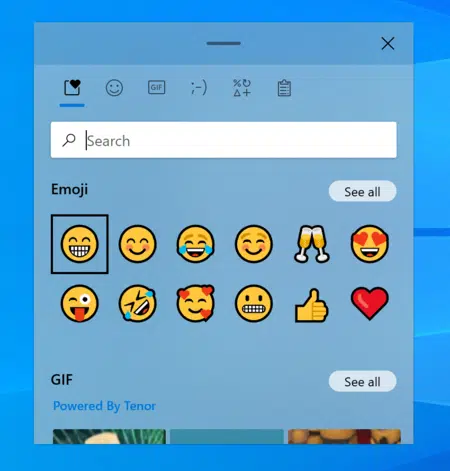 GIF
;-)
Search
Emoji
See all
GIF
See all
Powered By Tenor